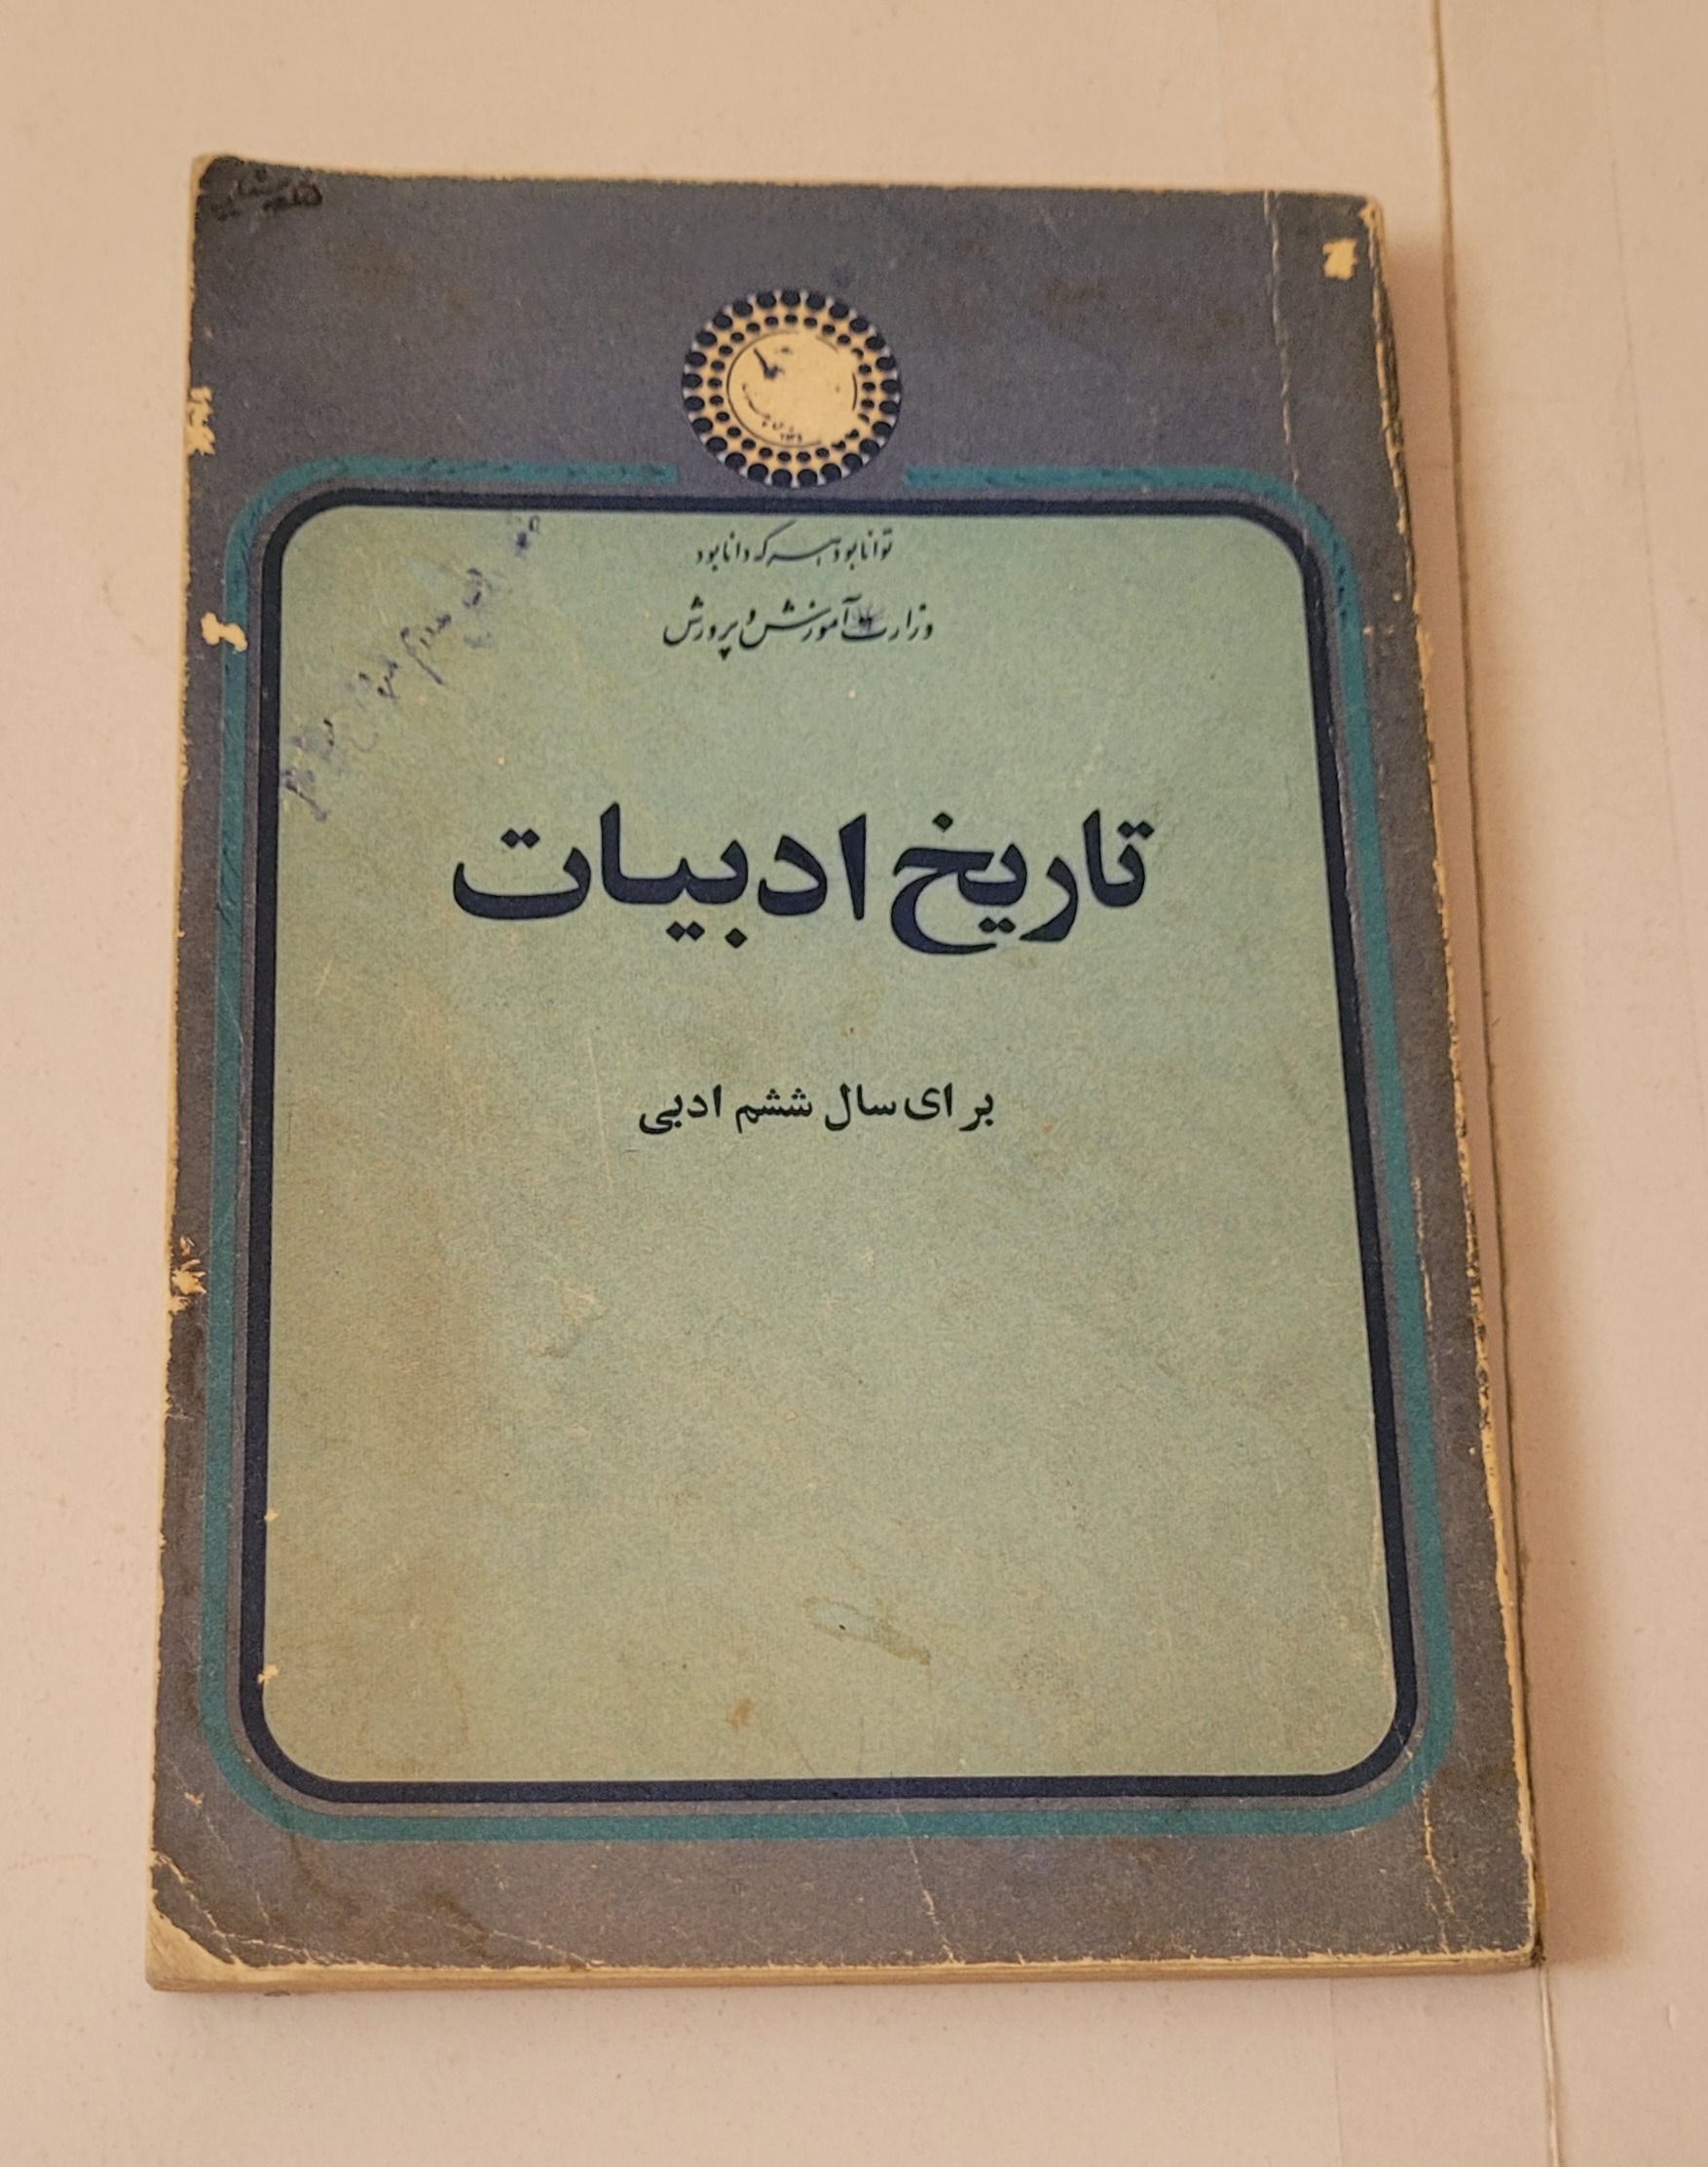 توانا بود هر که دانا بود
وزارت آموزش و پرورش
تاریخ ادبیات
برای سال ششم ادبی